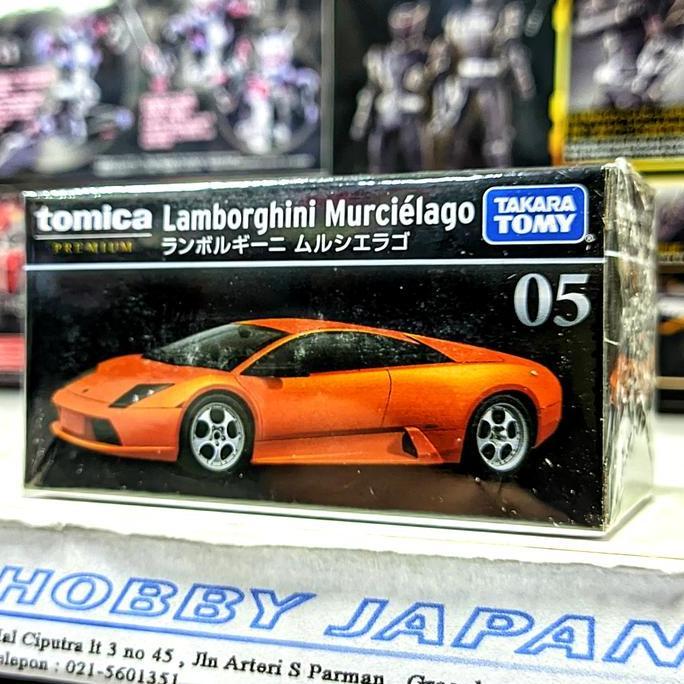 tomica
PREMIUM
Lamborghini Murciélago
ランボルギーニ ムルシエラゴ
TAKARA
TOMY
05
HOBBY JAPAN
Mal Ciputra lt 3 no 45 , Jln Arteri S Parman
Telepon : 021-5601351